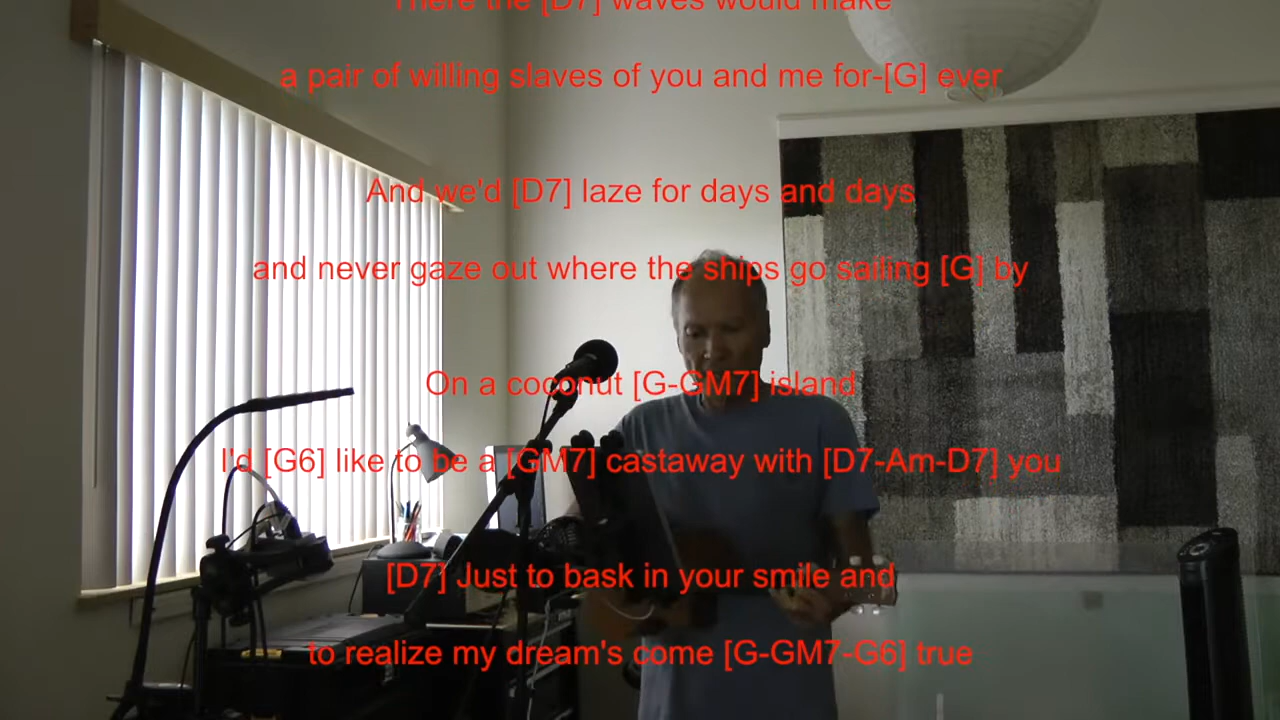 There the [D7] waves would make
a pair of willing slaves of you and me for-[G] ever
And we'd [D7] laze for days and days
and never gaze out where the ships go sailing [G] by
On a coconut [G-GM7] island
I'd [G6] like to be a [GM7] castaway with [D7-Am-D7] you
[D7] Just to bask in your smile and
to realize my dream's come [G-GM7-G6] true